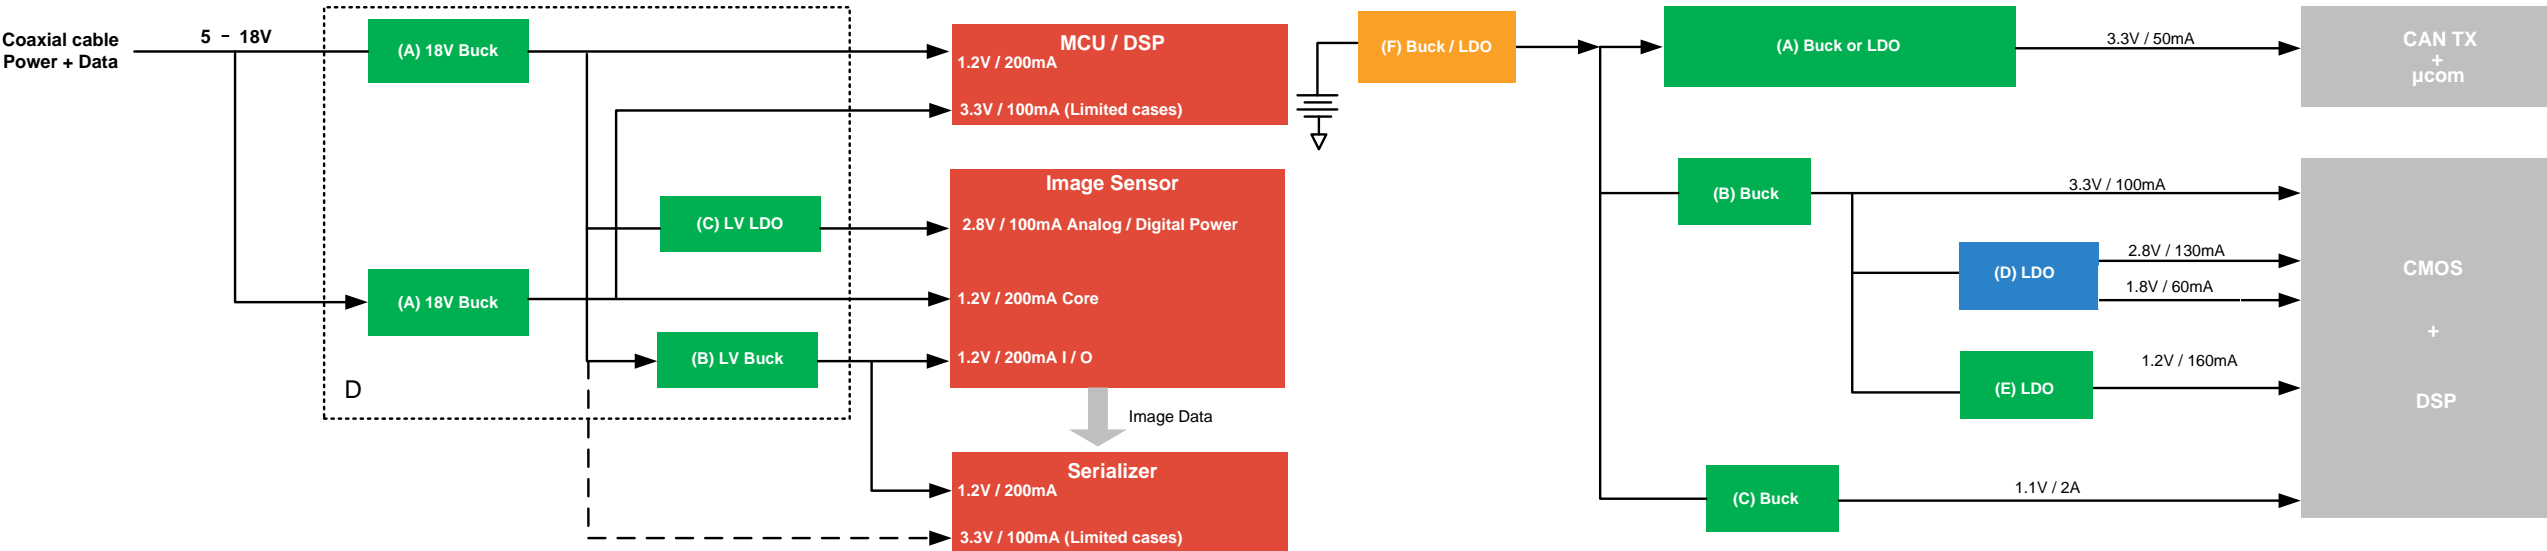 Coaxial cable
Power + Data
5 – 18V
(A) 18V Buck
(A) 18V Buck
(C) LV LDO
(B) LV Buck
D
MCU / DSP
1.2V / 200mA
3.3V / 100mA (Limited cases)
Image Sensor
2.8V / 100mA Analog / Digital Power
1.2V / 200mA Core
1.2V / 200mA I / O
Image Data
Serializer
1.2V / 200mA
3.3V / 100mA (Limited cases)
(F) Buck / LDO
(A) Buck or LDO
3.3V / 50mA
CAN TX
+
µcom
(B) Buck
3.3V / 100mA
(D) LDO
2.8V / 130mA
1.8V / 60mA
(E) LDO
1.2V / 160mA
(C) Buck
1.1V / 2A
CMOS
+
DSP